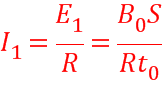 I₁ = E₁/R = B₀S/Rt₀